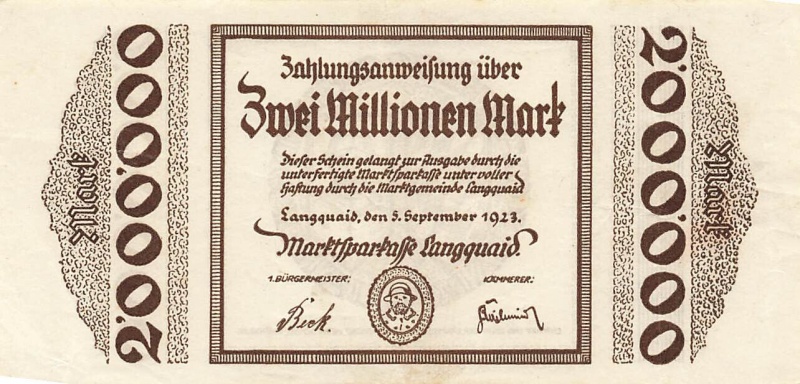 Mark
2'000'000
Zahlungsanweisung über
Zwei Millionen Mark
Dieser Schein gelangt zur Ausgabe durch die
unterfertigte Marktsparkasse unter voller
Haftung durch die Marktgemeinde Langquaid
Langquaid, den 5. September 1923.
Marktsparkasse Langquaid.
1. BÜRGERMEISTER:
KÄMMERER:
Beck.
2'000'000
Mark